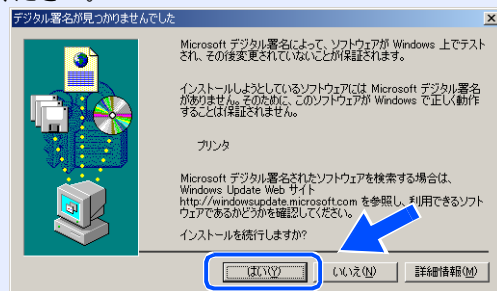 ください。
デジタル署名が見つかりませんでした
Microsoft デジタル署名によって、ソフトウェアが Windows 上でテスト
され、その後変更されていないことが保証されます。
インストールしようとしているソフトウェアには Microsoft デジタル署名
がありません。そのために、このソフトウェアが Windows で正しく動作
することは保証されません。
プリンタ
Microsoft デジタル署名されたソフトウェアを検索する場合は、
Windows Update Web サイト
http://windowsupdate.microsoft.com を参照し、利用できるソフト
ウェアであるかどうかを確認してください。
インストールを続行しますか?
はい(Y) いいえ(N) 詳細情報(M)